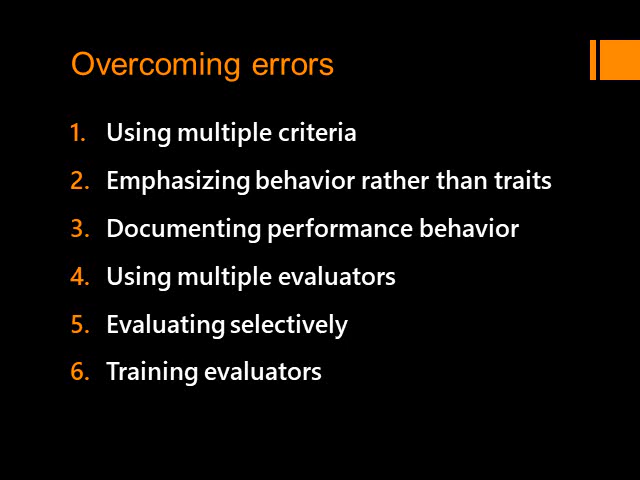 Overcoming errors
1. Using multiple criteria
2. Emphasizing behavior rather than traits
3. Documenting performance behavior
4. Using multiple evaluators
5. Evaluating selectively
6. Training evaluators